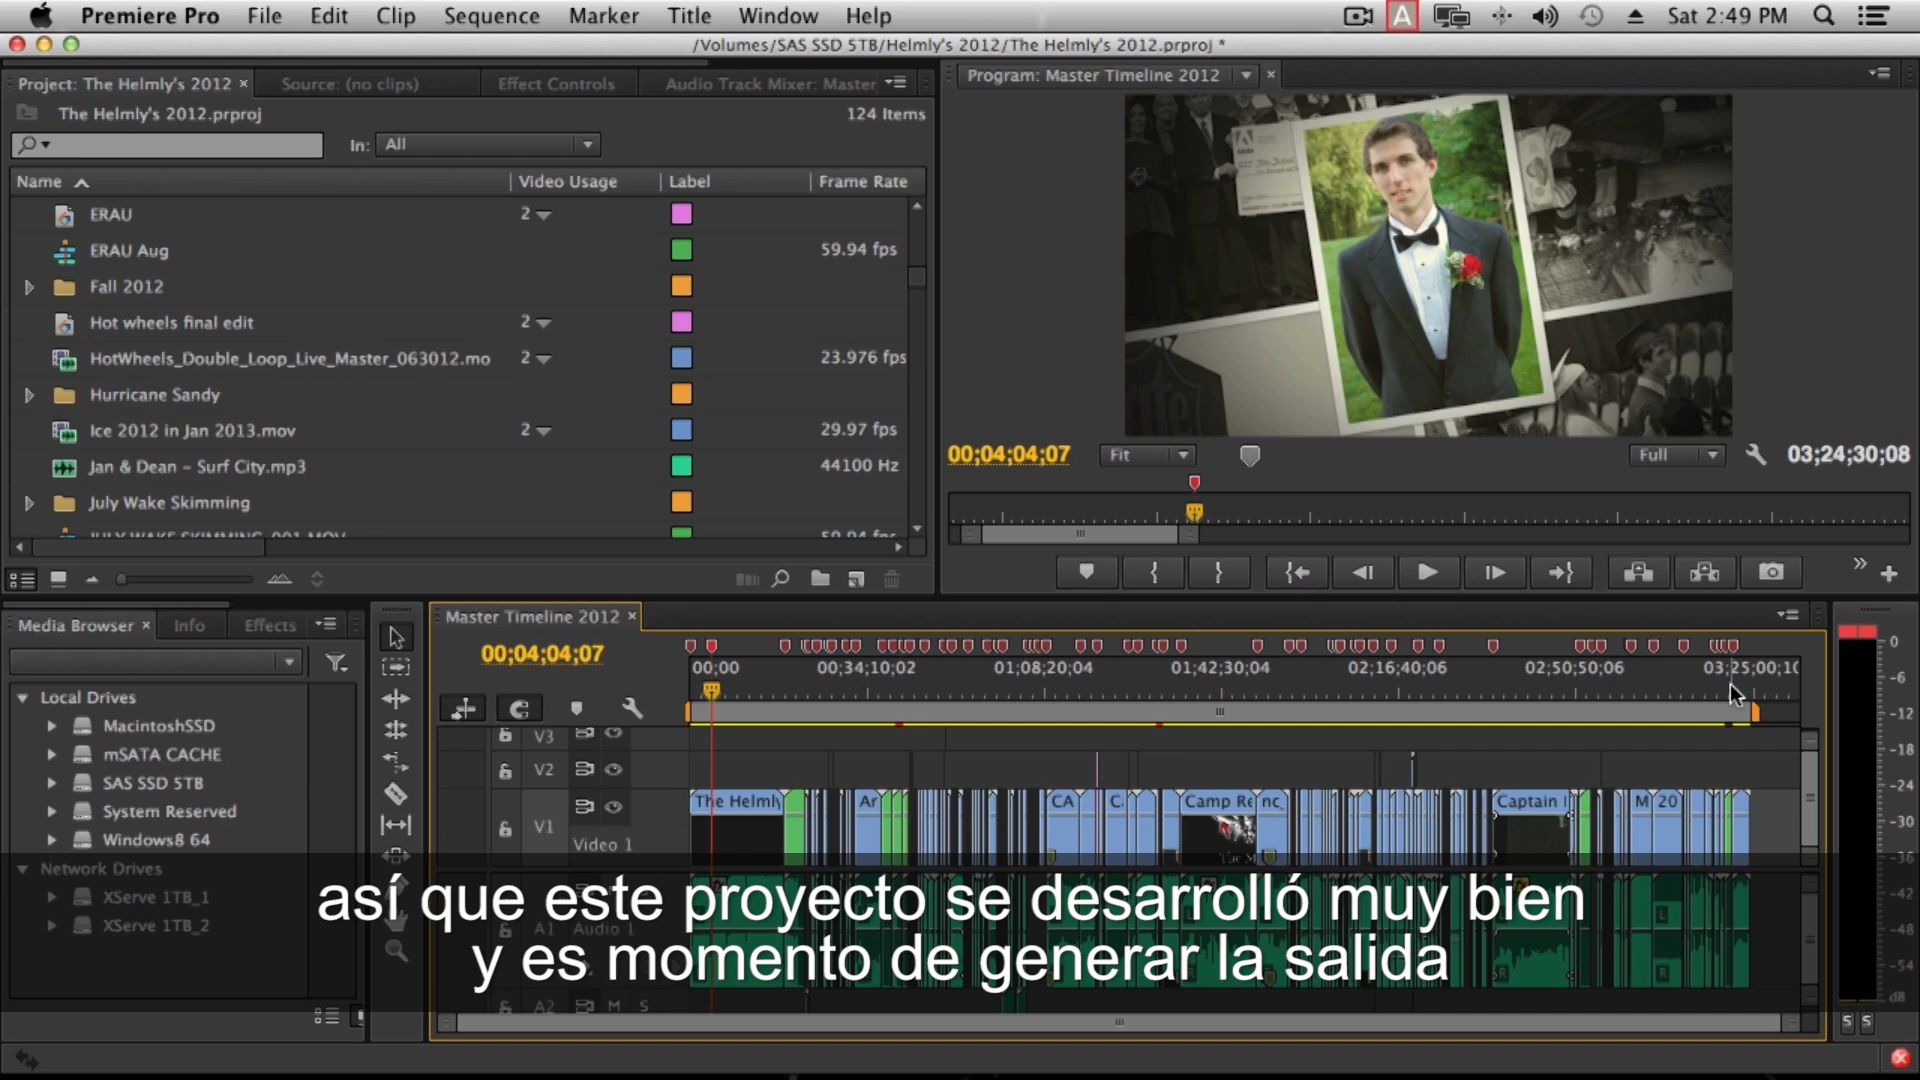 Premiere Pro File Edit Clip Sequence Marker Title Window Help
Sat 2:49 PM
/Volumes/SAS SSD 5TB/Helmly's 2012/The Helmly's 2012.prproj *
Project: The Helmly's 2012 ×
Source: (no clips)
Effect Controls
Audio Track Mixer: Master
The Helmly's 2012.prproj
124 Items
In: All
Name Video Usage Label Frame Rate
ERAU 2
ERAU Aug 59.94 fps
Fall 2012
Hot wheels final edit 2
HotWheels_Double_Loop_Live_Master_063012.mo 2 23.976 fps
Hurricane Sandy
Ice 2012 in Jan 2013.mov 2 29.97 fps
Jan & Dean - Surf City.mp3 44100 Hz
July Wake Skimming
Program: Master Timeline 2012 ×
00;04;04;07 Fit Full 03;24;30;08
Media Browser × Info Effects
Local Drives
MacintoshSSD
mSATA CACHE
SAS SSD 5TB
System Reserved
Windows8 64
Network Drives
XServe 1TB_1
XServe 1TB_2
Master Timeline 2012 ×
00;04;04;07
00;00 00;34;10;02 01;08;20;04 01;42;30;04 02;16;40;06 02;50;50;06 03;25;00;10
V3
V2
V1
Video 1
The Helmly Ar CA C Camp Re nc Captain M 20
A1 Audio 1
L
R R
A2 M S
0
-6
-12
-18
-24
-30
-36
-42
-48
-54
dB
S S
así que este proyecto se desarrolló muy bien
y es momento de generar la salida